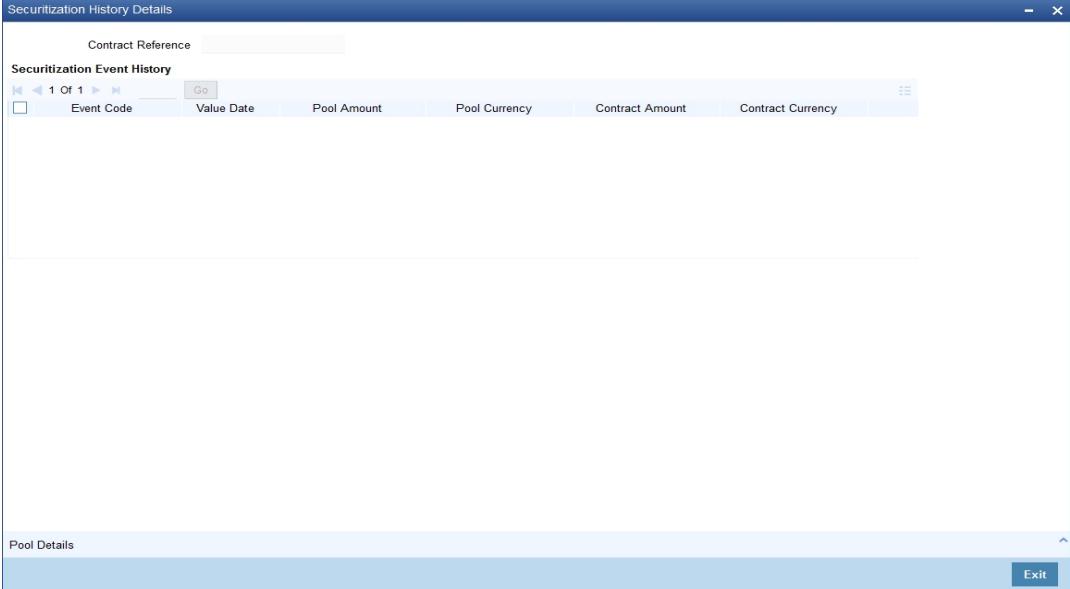 Securitization History Details
Contract Reference
Securitization Event History
1 Of 1 Go
Event Code Value Date Pool Amount Pool Currency Contract Amount Contract Currency
Pool Details
Exit